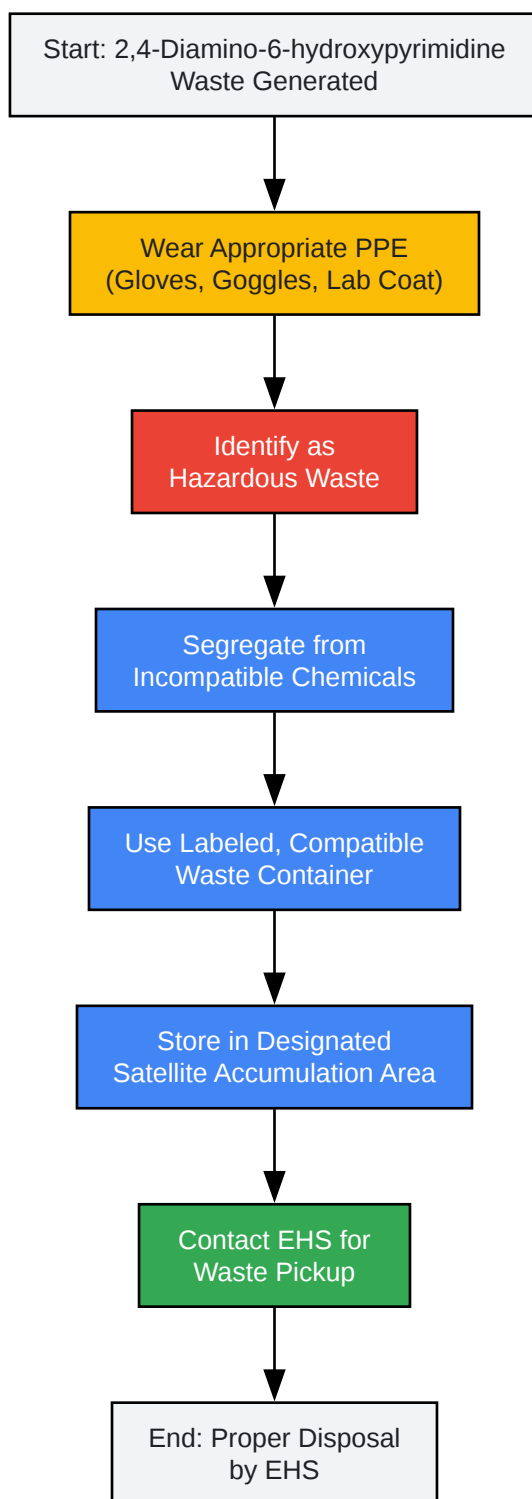 Start: 2,4-Diamino-6-hydroxypyrimidine
Waste Generated
Wear Appropriate PPE
(Gloves, Goggles, Lab Coat)
Identify as
Hazardous Waste
Segregate from
Incompatible Chemicals
Use Labeled, Compatible
Waste Container
Store in Designated
Satellite Accumulation Area
Contact EHS for
Waste Pickup
End: Proper Disposal
by EHS